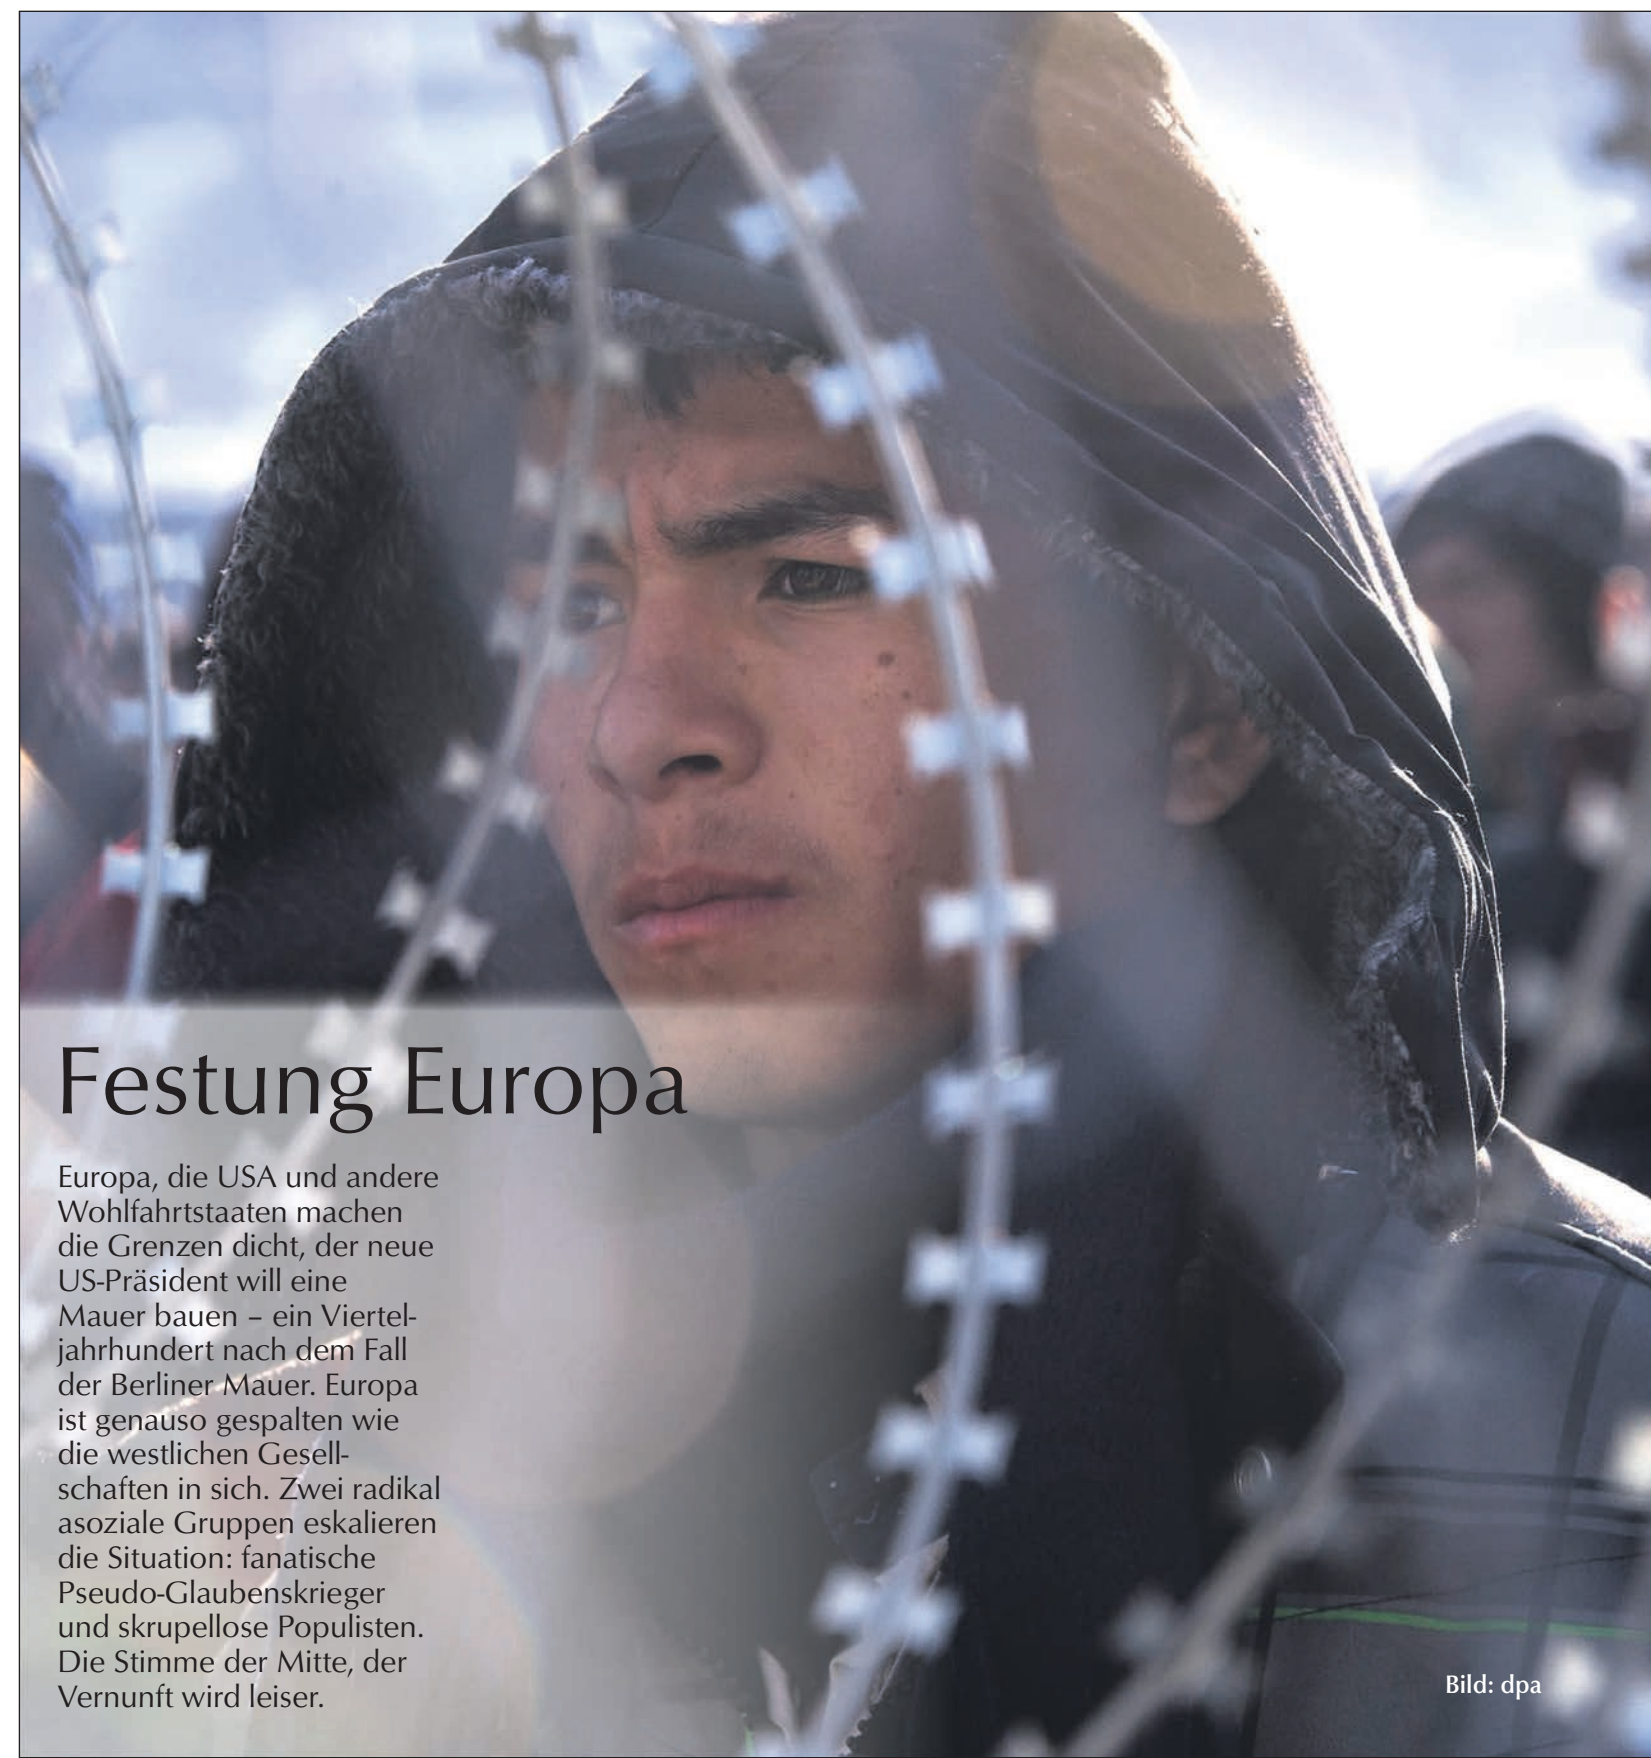 Festung Europa
Europa, die USA und andere
Wohlfahrtstaaten machen
die Grenzen dicht, der neue
US-Präsident will eine
Mauer bauen – ein Viertel-
jahrhundert nach dem Fall
der Berliner Mauer. Europa
ist genauso gespalten wie
die westlichen Gesell-
schaften in sich. Zwei radikal
asoziale Gruppen eskalieren
die Situation: fanatische
Pseudo-Glaubenskrieger
und skrupellose Populisten.
Die Stimme der Mitte, der
Vernunft wird leiser.
Bild: dpa